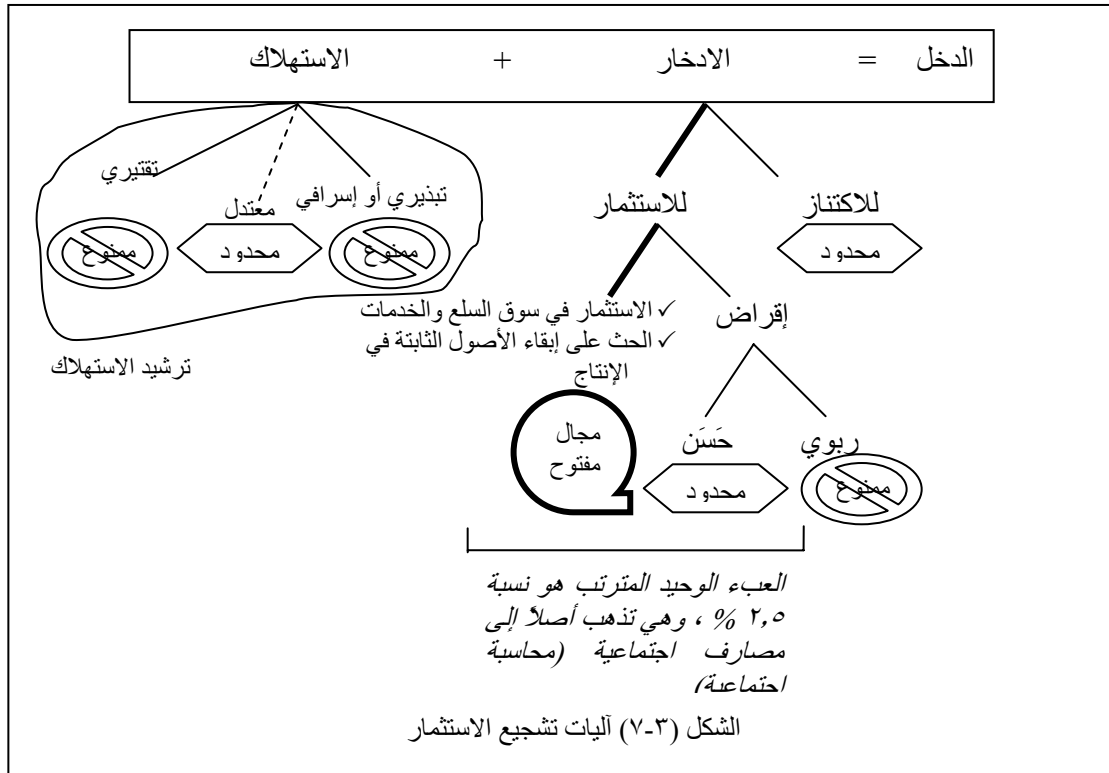 الدخل = الادخار + الاستهلاك
للاكتناز
محدود
للاستثمار
إقراض
ربوي
ممنوع
حَسَن
محدود
✓ الاستثمار في سوق السلع والخدمات
✓ الحث على إبقاء الأصول الثابتة في
الإنتاج
مجال
مفتوح
تبذيري أو إسرافي
ممنوع
معتدل
محدود
تقتيري
ممنوع
ترشيد الاستهلاك
العبء الوحيد المترتب هو نسبة
٢,٥ % ، وهي تذهب أصلاً إلى
مصارف اجتماعية (محاسبة
اجتماعية)
الشكل (٣-٧) آليات تشجيع الاستثمار